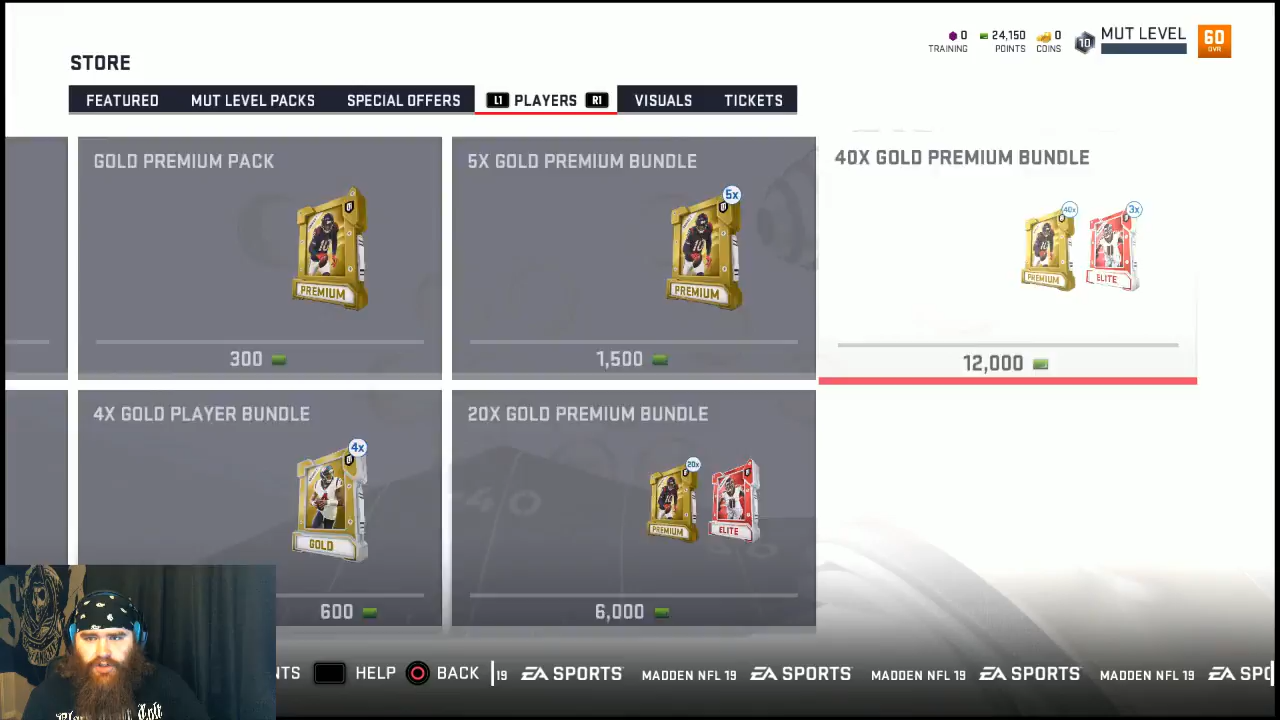 0 24,150 0 10 MUT LEVEL 60
TRAINING POINTS COINS OVR
STORE
FEATURED MUT LEVEL PACKS SPECIAL OFFERS L1 PLAYERS R1 VISUALS TICKETS
GOLD PREMIUM PACK
PREMIUM
300
5X GOLD PREMIUM BUNDLE
5x
PREMIUM
1,500
40X GOLD PREMIUM BUNDLE
40x 3x
PREMIUM ELITE
12,000
4X GOLD PLAYER BUNDLE
4x
GOLD
600
20X GOLD PREMIUM BUNDLE
20x
PREMIUM ELITE
6,000
NTS HELP BACK 19 EA SPORTS MADDEN NFL 19 EA SPORTS MADDEN NFL 19 EA SPORTS MADDEN NFL 19 EA SPO